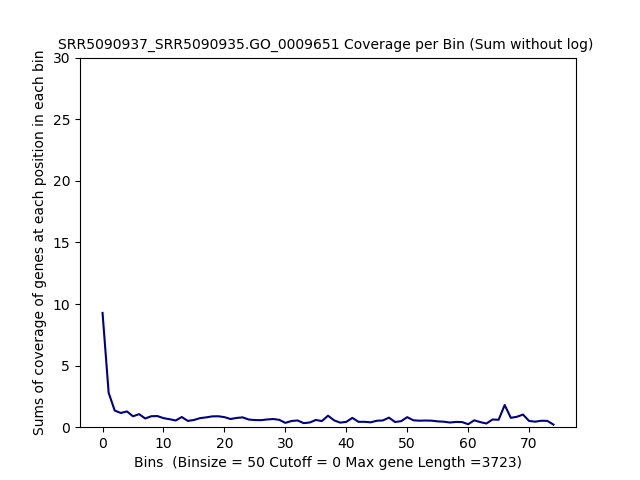 SRR5090937_SRR5090935.GO_0009651 Coverage per Bin (Sum without log)
Sums of coverage of genes at each position in each bin
30
25
20
15
10
5
0
0 10 20 30 40 50 60 70
Bins  (Binsize = 50 Cutoff = 0 Max gene Length =3723)